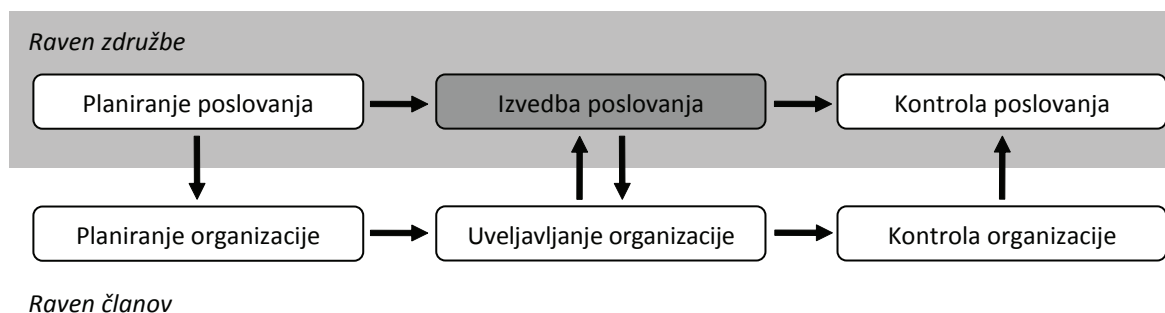 Raven združbe
Planiranje poslovanja
Izvedba poslovanja
Kontrola poslovanja
Planiranje organizacije
Uveljavljanje organizacije
Kontrola organizacije
Raven članov